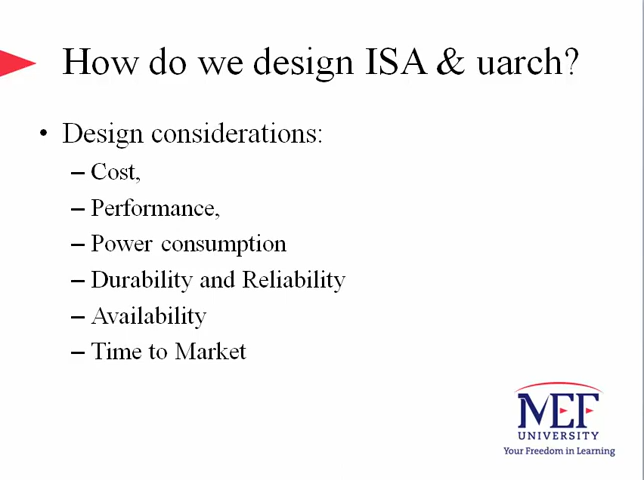 How do we design ISA & uarch?
• Design considerations:
– Cost,
– Performance,
– Power consumption
– Durability and Reliability
– Availability
– Time to Market
MEF
UNIVERSITY
Your Freedom in Learning